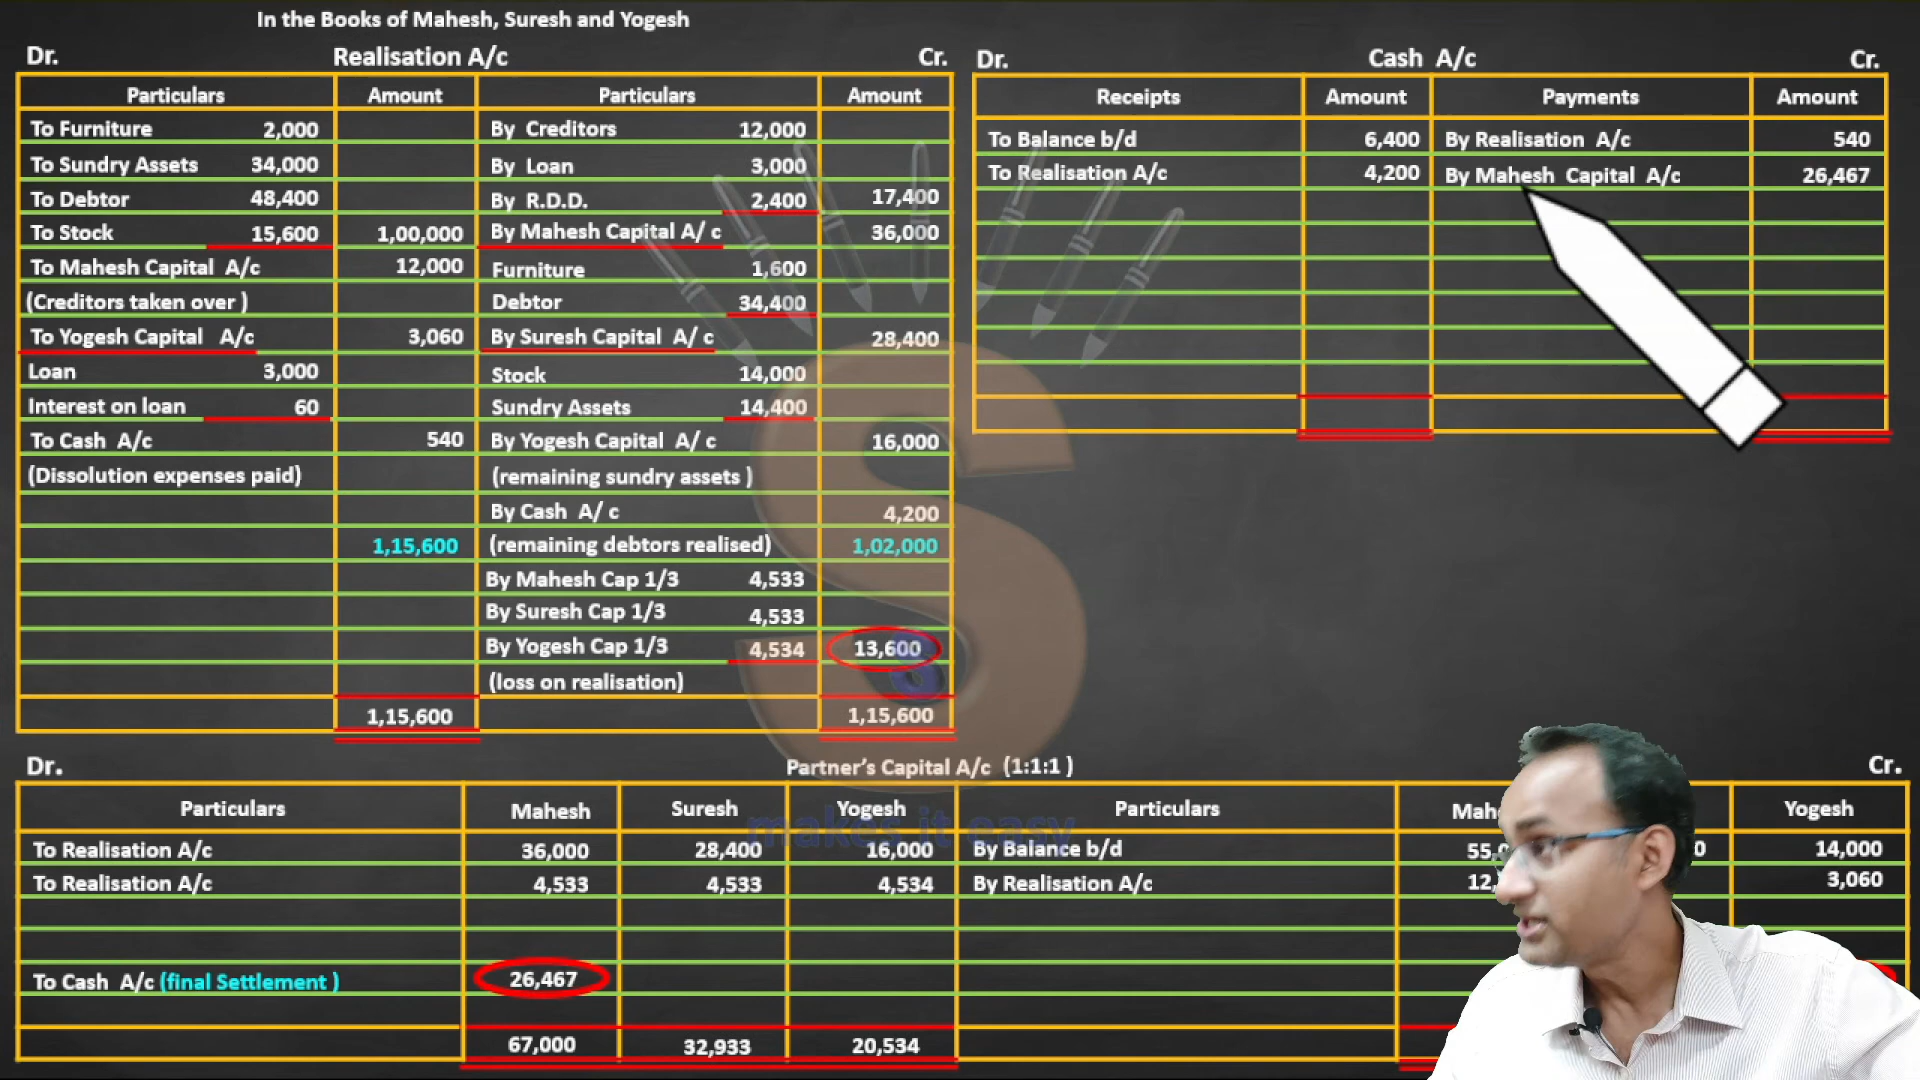 In the Books of Mahesh, Suresh and Yogesh
Dr. Realisation A/c Cr.
Particulars Amount Particulars Amount
To Furniture 2,000 By Creditors 12,000
To Sundry Assets 34,000 By Loan 3,000
To Debtor 48,400 By R.D.D. 2,400 17,400
To Stock 15,600 1,00,000 By Mahesh Capital A/ c 36,000
To Mahesh Capital A/c 12,000 Furniture 1,600
(Creditors taken over ) Debtor 34,400
To Yogesh Capital A/c 3,060 By Suresh Capital A/ c 28,400
Loan 3,000 Stock 14,000
Interest on loan 60 Sundry Assets 14,400
To Cash A/c 540 By Yogesh Capital A/ c 16,000
(Dissolution expenses paid) (remaining sundry assets )
By Cash A/ c 4,200
1,15,600 (remaining debtors realised) 1,02,000
By Mahesh Cap 1/3 4,533
By Suresh Cap 1/3 4,533
By Yogesh Cap 1/3 4,534 13,600
(loss on realisation)
1,15,600 1,15,600
Dr. Cash A/c Cr.
Receipts Amount Payments Amount
To Balance b/d 6,400 By Realisation A/c 540
To Realisation A/c 4,200 By Mahesh Capital A/c 26,467
S
makes it easy
Dr. Partner's Capital A/c (1:1:1 ) Cr.
Particulars Mahesh Suresh Yogesh Particulars Yogesh
To Realisation A/c 36,000 28,400 16,000 By Balance b/d 14,000
To Realisation A/c 4,533 4,533 4,534 By Realisation A/c 3,060
To Cash A/c (final Settlement ) 26,467
67,000 32,933 20,534